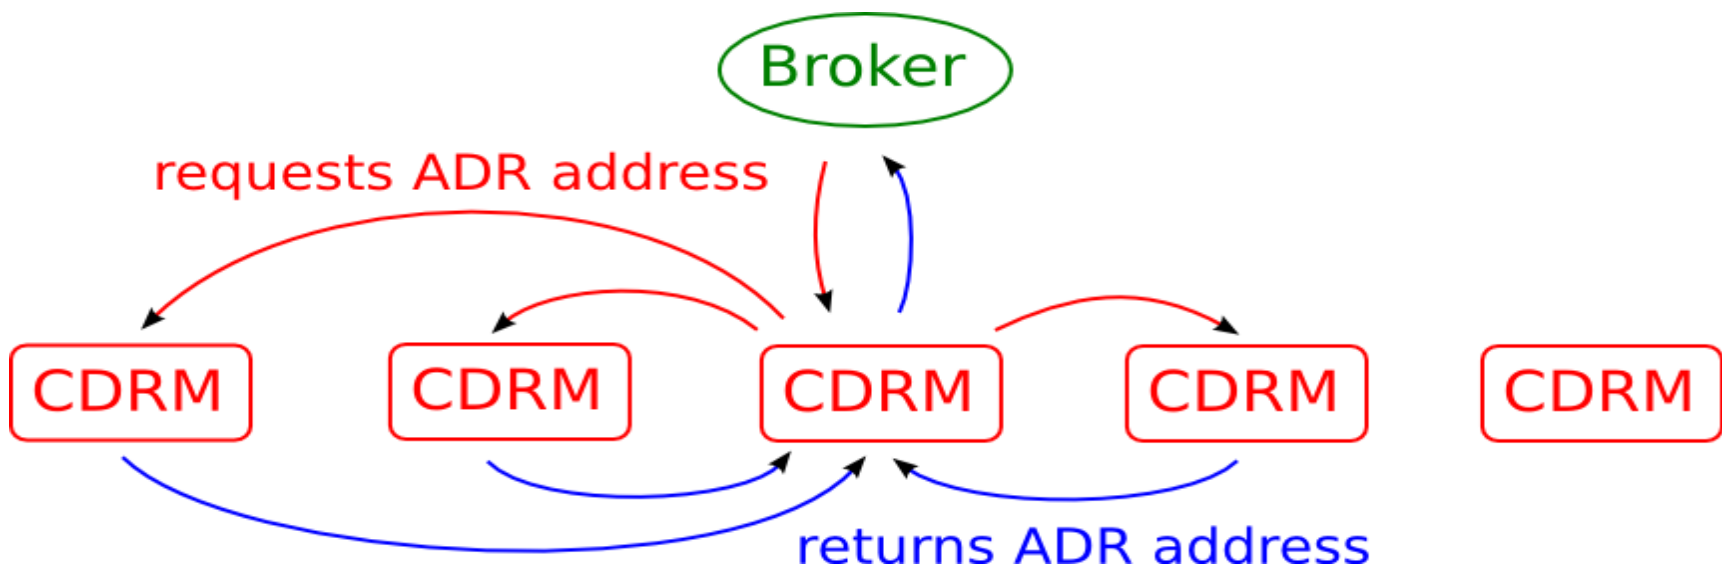 Broker
requests ADR address
CDRM CDRM CDRM CDRM CDRM
returns ADR address